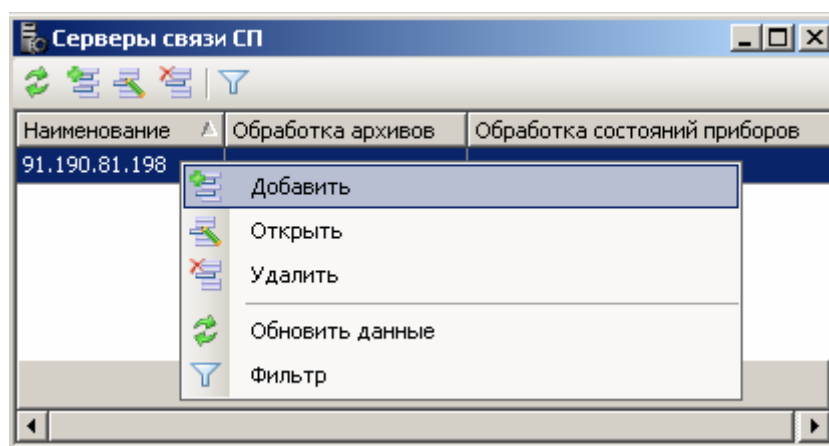 Серверы связи СП
Наименование Обработка архивов Обработка состояний приборов
91.190.81.198
Добавить
Открыть
Удалить
Обновить данные
Фильтр